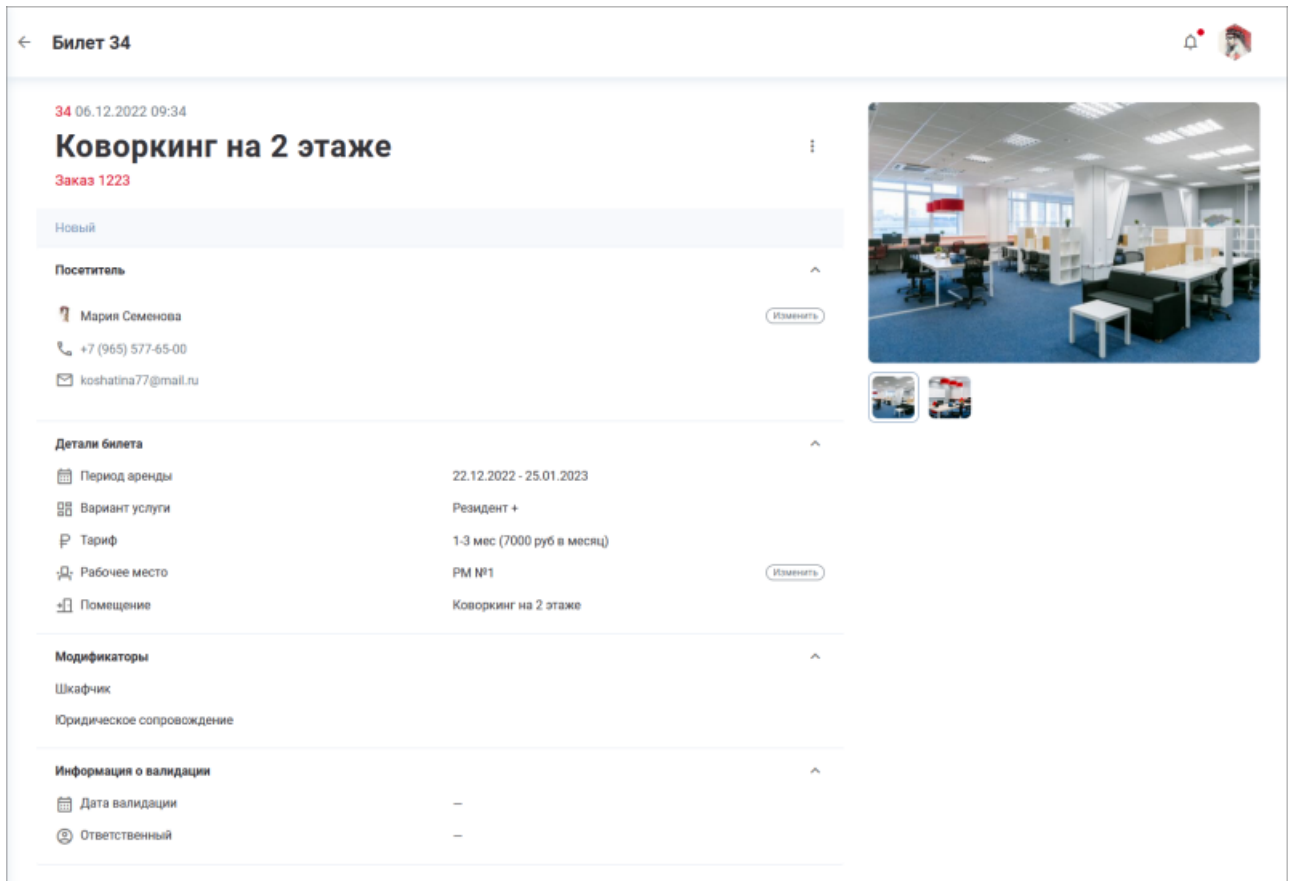 Билет 34
34 06.12.2022 09:34
Коворкинг на 2 этаже
Заказ 1223
Новый
Посетитель
Мария Семенова Изменить
+7 (965) 577-65-00
koshatina77@mail.ru
Детали билета
Период аренды 22.12.2022 - 25.01.2023
Вариант услуги Резидент +
Тариф 1-3 мес (7000 руб в месяц)
Рабочее место РМ №1 Изменить
Помещение Коворкинг на 2 этаже
Модификаторы
Шкафчик
Юридическое сопровождение
Информация о валидации
Дата валидации —
Ответственный —